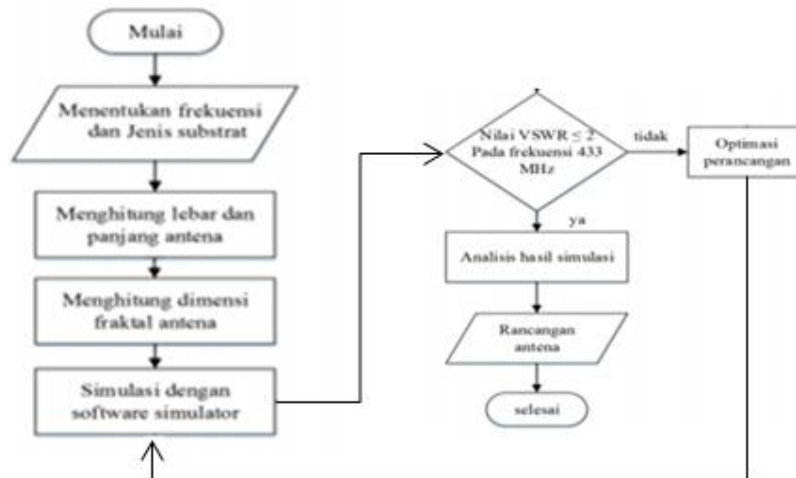 Mulai
Menentukan frekuensi
dan Jenis substrat
Menghitung lebar dan
panjang antena
Menghitung dimensi
fraktal antena
Simulasi dengan
software simulator
Nilai VSWR ≤ 2
Pada frekuensi 433
MHz
tidak
Optimasi
perancangan
ya
Analisis hasil simulasi
Rancangan
antena
selesai